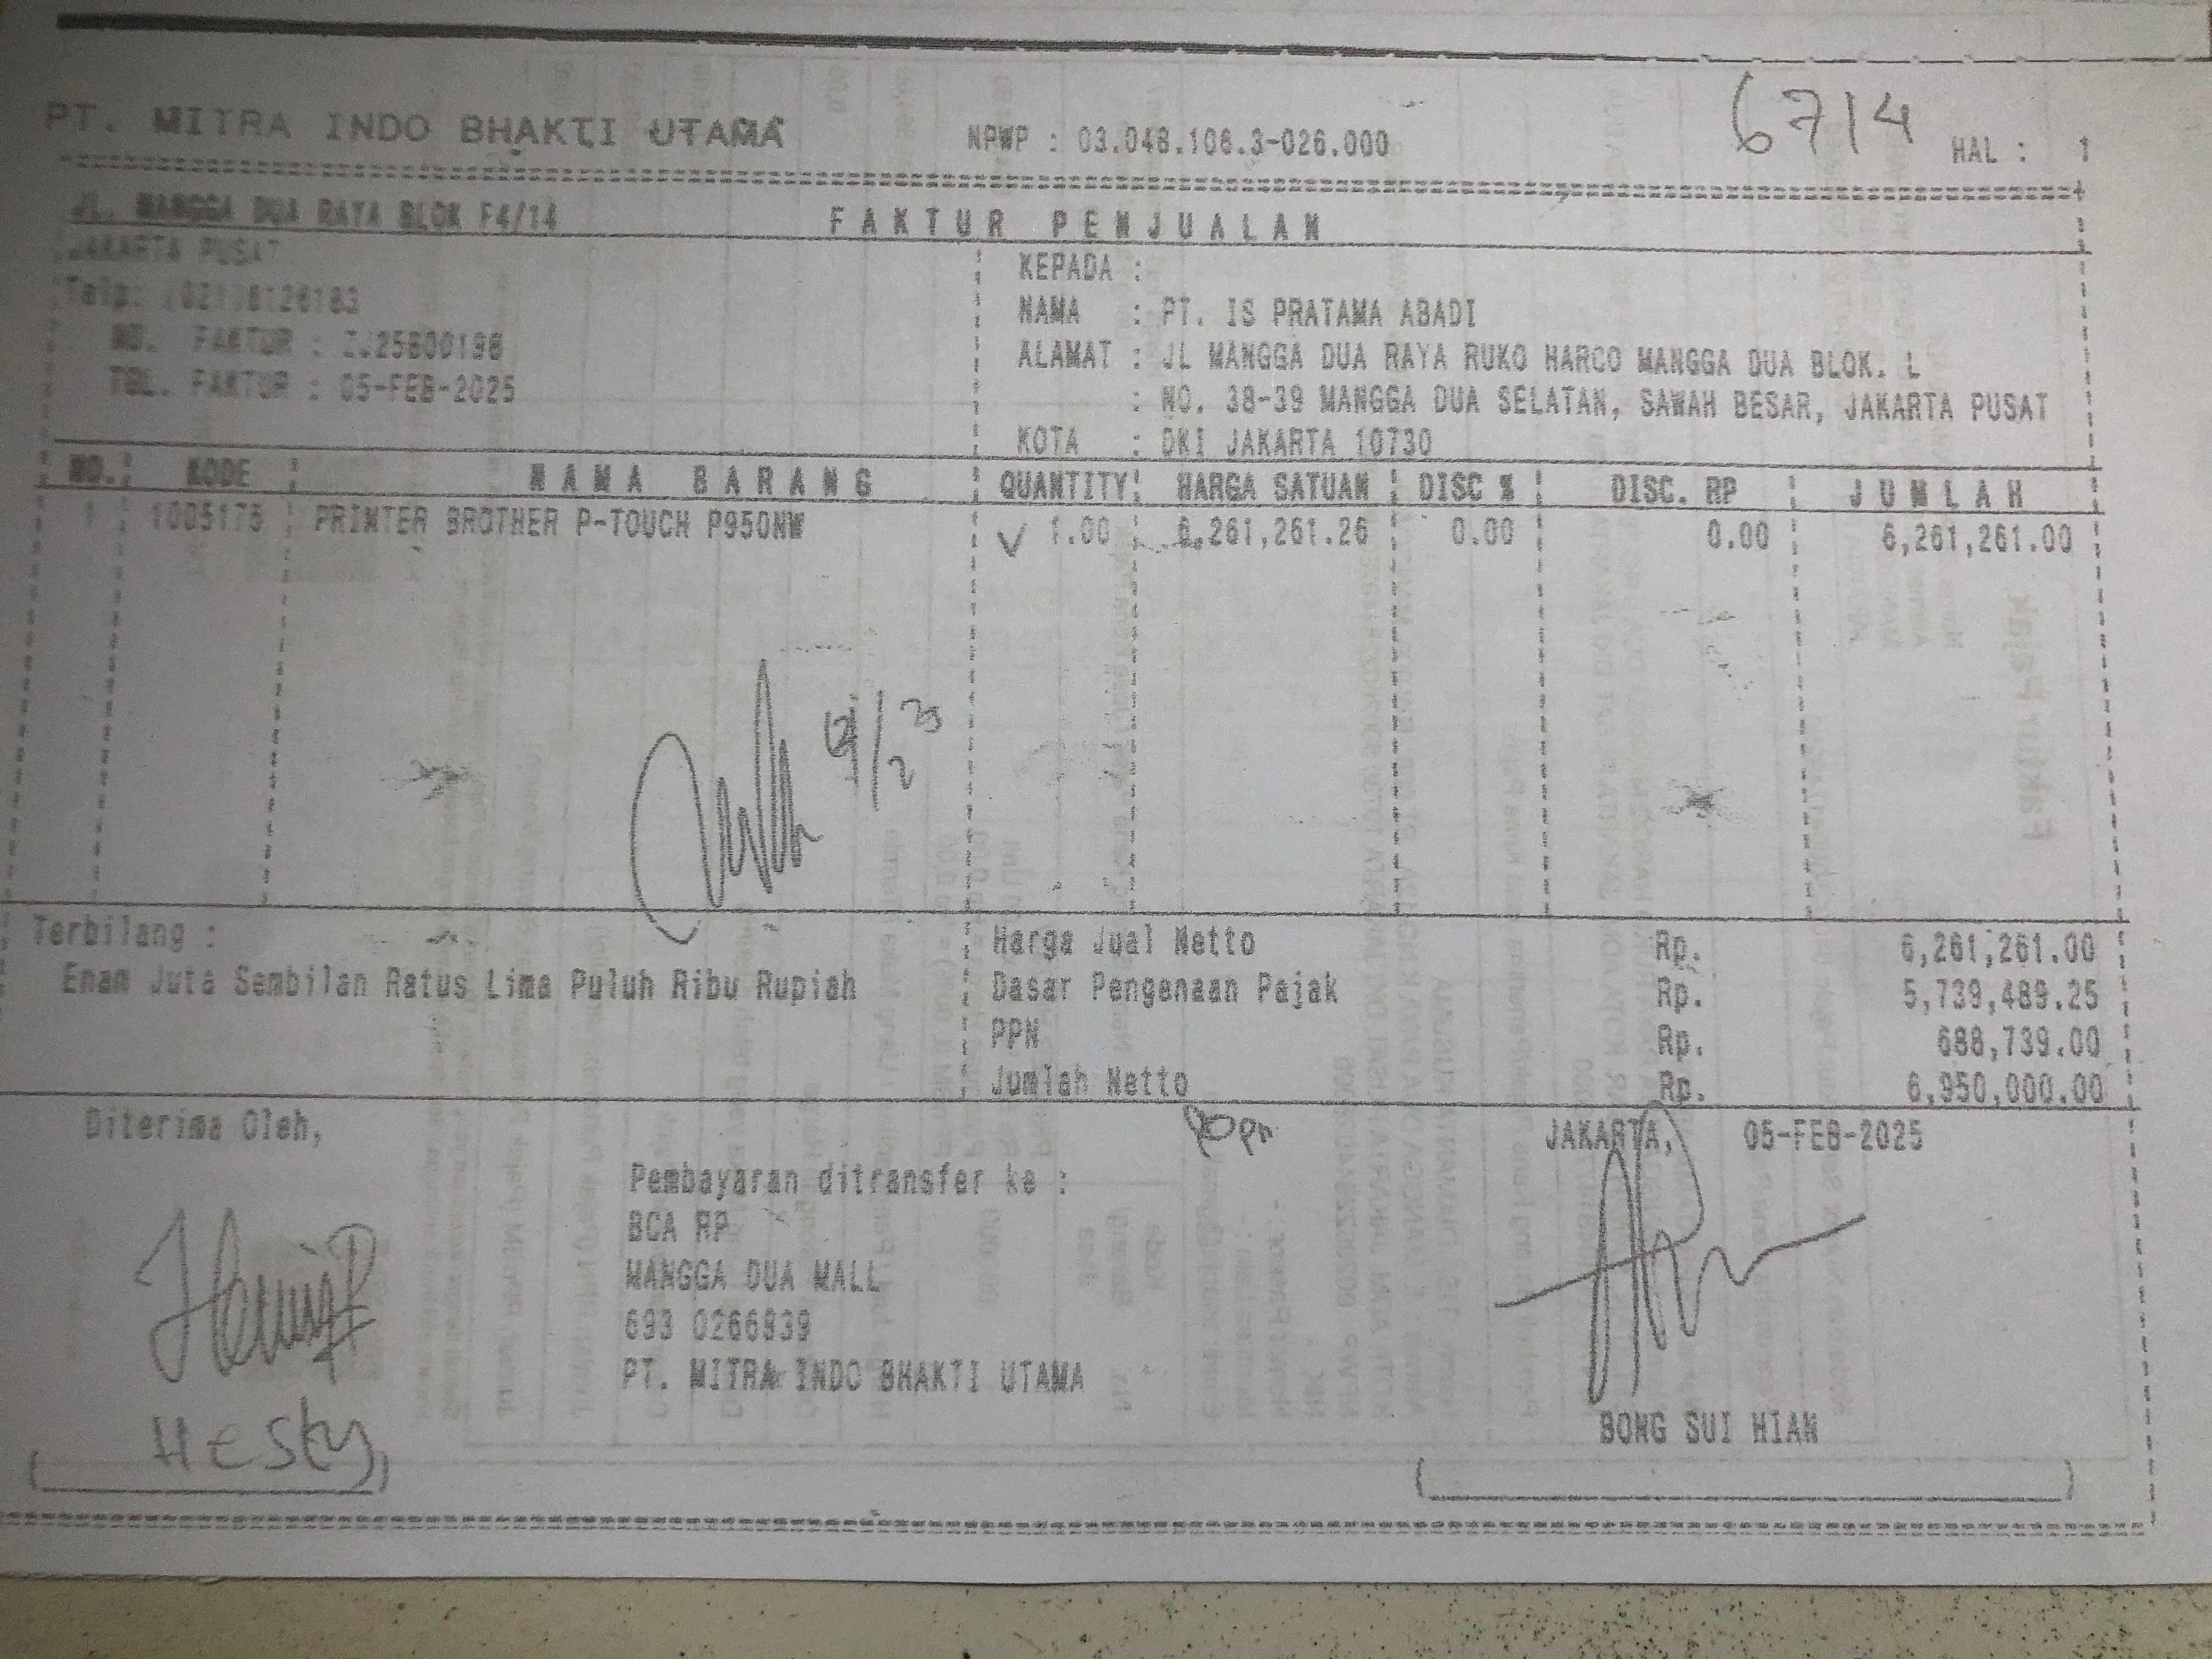 6714
PT. MITRA INDO BHAKTI UTAMA NPWP : 03.048.106.3-026.000 HAL : 1
JL. MANGGA DUA RAYA BLOK F4/14 FAKTUR PENJUALAN
JAKARTA PUSAT
KEPADA :
Telp:
NAMA : PT. IS PRATAMA ABADI
NO. FAKTUR :
ALAMAT : JL MANGGA DUA RAYA RUKO HARCO MANGGA DUA BLOK. L
TGL. FAKTUR : 05-FEB-2025
: NO. 38-39 MANGGA DUA SELATAN, SAWAH BESAR, JAKARTA PUSAT
KOTA : DKI JAKARTA 10730
NO. KODE NAMA BARANG QUANTITY HARGA SATUAN DISC % DISC. RP JUMLAH
1 1005175 PRINTER BROTHER P-TOUCH P950NW 1.00 6,261,261.26 0.00 0.00 6,261,261.00
Terbilang :
Enam Juta Sembilan Ratus Lima Puluh Ribu Rupiah
Harga Jual Netto Rp. 6,261,261.00
Dasar Pengenaan Pajak Rp. 5,739,489.25
PPN Rp. 688,739.00
Jumlah Netto Rp. 6,950,000.00
Diterima Oleh,
JAKARTA, 05-FEB-2025
Pembayaran ditransfer ke :
BCA RP
MANGGA DUA MALL
693 0266939
PT. MITRA INDO BHAKTI UTAMA
BONG SUI HIAN
HESty